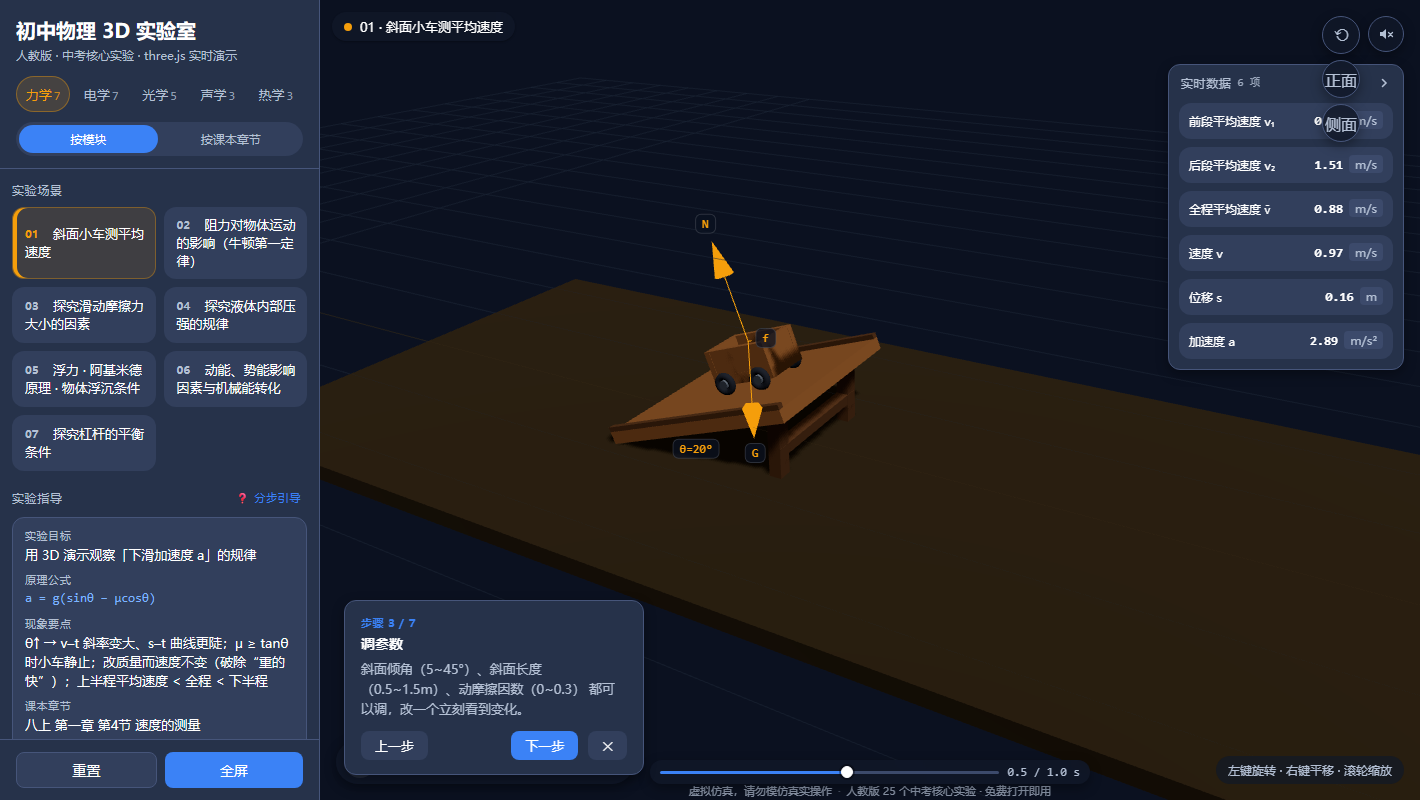 初中物理 3D 实验室
人教版 · 中考核心实验 · three.js 实时演示
力学 7
电学 7
光学 5
声学 3
热学 3
按模块
按课本章节
实验场景
01 斜面小车测平均
速度
02 阻力对物体运动
的影响（牛顿第一定
律）
03 探究滑动摩擦力
大小的因素
04 探究液体内部压
强的规律
05 浮力 · 阿基米德
原理 · 物体浮沉条件
06 动能、势能影响
因素与机械能转化
07 探究杠杆的平衡
条件
实验指导
❓ 分步引导
实验目标
用 3D 演示观察「下滑加速度 a」的规律
原理公式
a = g(sinθ − μcosθ)
现象要点
θ↑ → v–t 斜率变大、s–t 曲线更陡；μ ≥ tanθ
时小车静止；改质量而速度不变（破除“重的
快”）；上半程平均速度 < 全程 < 下半程
课本章节
八上 第一章 第4节 速度的测量
重置
全屏
01 · 斜面小车测平均速度
N
f
θ=20°
G
正面
侧面
实时数据 6 项
前段平均速度 v₁ 0 m/s
后段平均速度 v₂ 1.51 m/s
全程平均速度 v̄ 0.88 m/s
速度 v 0.97 m/s
位移 s 0.16 m
加速度 a 2.89 m/s²
步骤 3 / 7
调参数
斜面倾角（5~45°）、斜面长度
（0.5~1.5m）、动摩擦因数（0~0.3） 都可
以调，改一个立刻看到变化。
上一步
下一步
✕
0.5 / 1.0 s
虚拟仿真，请勿模仿真实操作 · 人教版 25 个中考核心实验 · 免费打开即用
左键旋转 · 右键平移 · 滚轮缩放